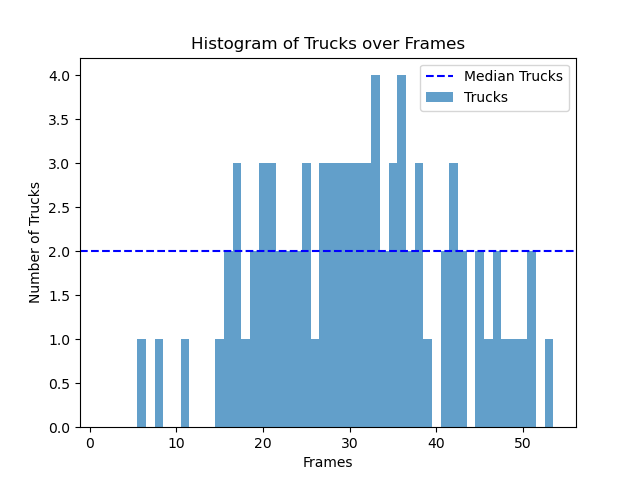 Histogram of Trucks over Frames
Median Trucks
Trucks
4.0
3.5
3.0
2.5
2.0
1.5
1.0
0.5
0.0
Number of Trucks
0 10 20 30 40 50
Frames